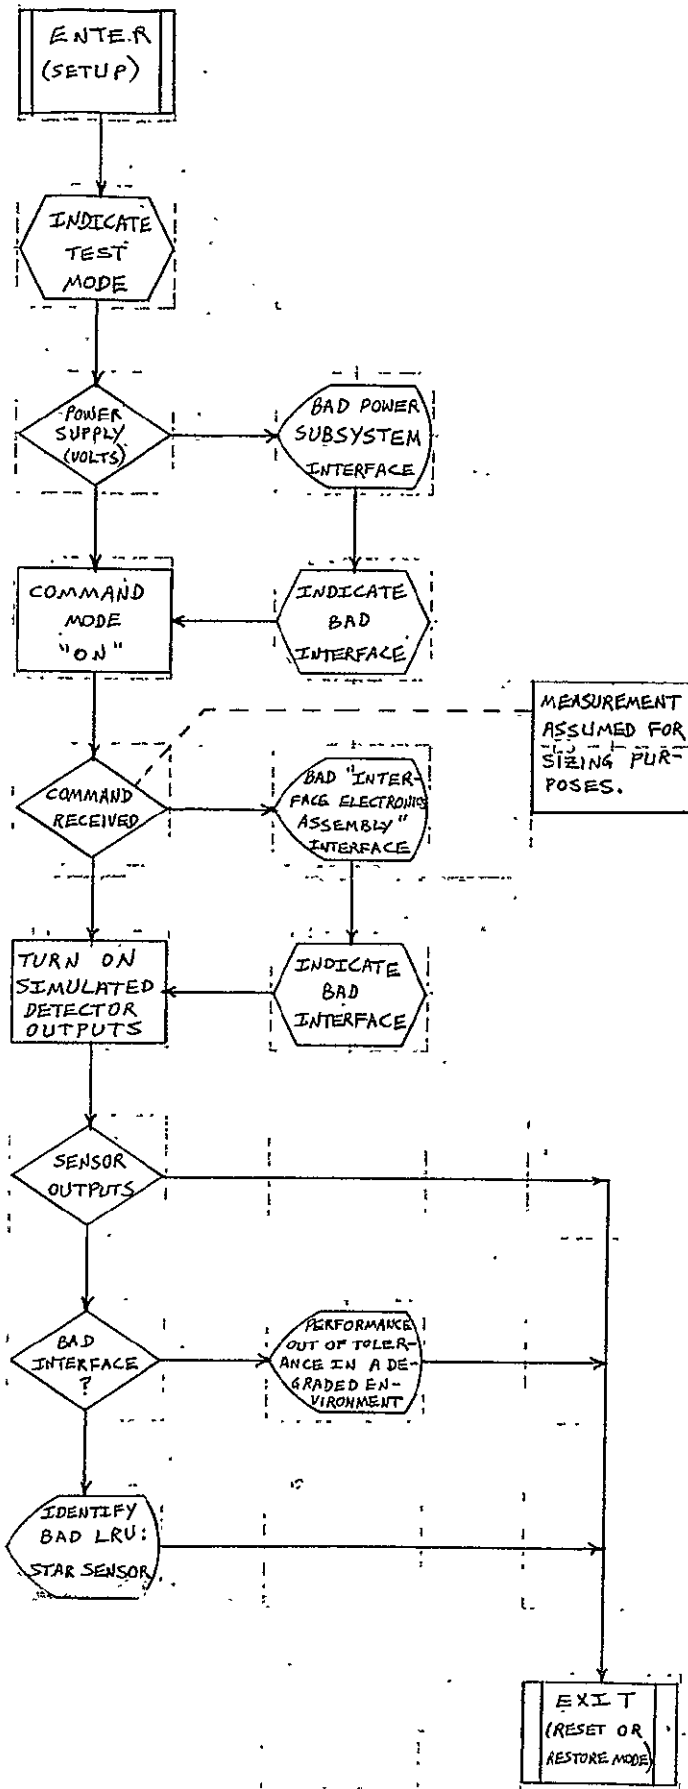 ENTER
(SETUP)
INDICATE
TEST
MODE
POWER
SUPPLY
(VOLTS)
BAD POWER
SUBSYSTEM
INTERFACE
COMMAND
MODE
"ON"
INDICATE
BAD
INTERFACE
MEASUREMENT
ASSUMED FOR
SIZING PUR-
POSES.
COMMAND
RECEIVED
BAD "INTER-
FACE ELECTRONICS
ASSEMBLY"
INTERFACE
TURN ON
SIMULATED
DETECTOR
OUTPUTS
INDICATE
BAD
INTERFACE
SENSOR
OUTPUTS
BAD
INTERFACE
?
PERFORMANCE
OUT OF TOLER-
ANCE IN A DE-
GRADED EN-
VIRONMENT
IDENTIFY
BAD LRU:
STAR SENSOR
EXIT
(RESET OR
RESTORE MODE)